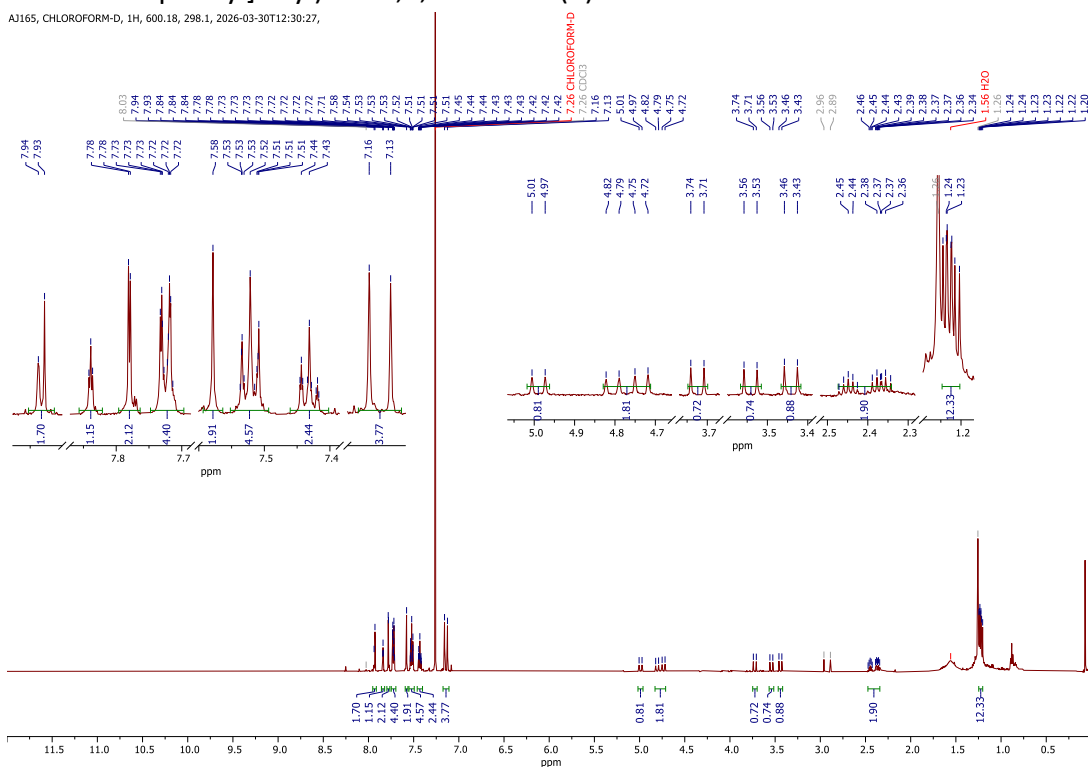 AJ165, CHLOROFORM-D, 1H, 600.18, 298.1, 2026-03-30T12:30:27,
8.03 7.94 7.93 7.84 7.84 7.84 7.78 7.78 7.73 7.73 7.73 7.73 7.72 7.72 7.72 7.72 7.71 7.58 7.54 7.53 7.53 7.53 7.52 7.51 7.51 7.51 7.51 7.45 7.44 7.44 7.43 7.43 7.43 7.42 7.42 7.42 7.26 CHLOROFORM-D 7.26 CDCl3 7.16 7.13 5.01 4.97 4.82 4.79 4.75 4.72 3.74 3.71 3.56 3.53 3.46 3.43 2.96 2.89 2.46 2.45 2.44 2.43 2.39 2.38 2.37 2.37 2.36 2.34 1.56 H2O 1.26 1.24 1.24 1.23 1.23 1.22 1.22 1.20
7.94 7.93 7.78 7.78 7.73 7.73 7.73 7.72 7.72 7.72 7.58 7.53 7.53 7.53 7.52 7.51 7.51 7.51 7.44 7.43 7.16 7.13
5.01 4.97 4.82 4.79 4.75 4.72 3.74 3.71 3.56 3.53 3.46 3.43 2.45 2.44 2.38 2.37 2.37 2.36 1.26 1.24 1.23
0.81 1.81 0.72 0.74 0.88 1.90 12.33
5.0 4.9 4.8 4.7 3.7 3.5 3.4 2.5 2.4 2.3 1.2
ppm
1.70 1.15 2.12 4.40 1.91 4.57 2.44 3.77
7.8 7.7 7.5 7.4
ppm
1.70 1.15 2.12 4.40 1.91 4.57 2.44 3.77 0.81 1.81 0.72 0.74 0.88 1.90 12.33
11.5 11.0 10.5 10.0 9.5 9.0 8.5 8.0 7.5 7.0 6.5 6.0 5.5 5.0 4.5 4.0 3.5 3.0 2.5 2.0 1.5 1.0 0.5
ppm